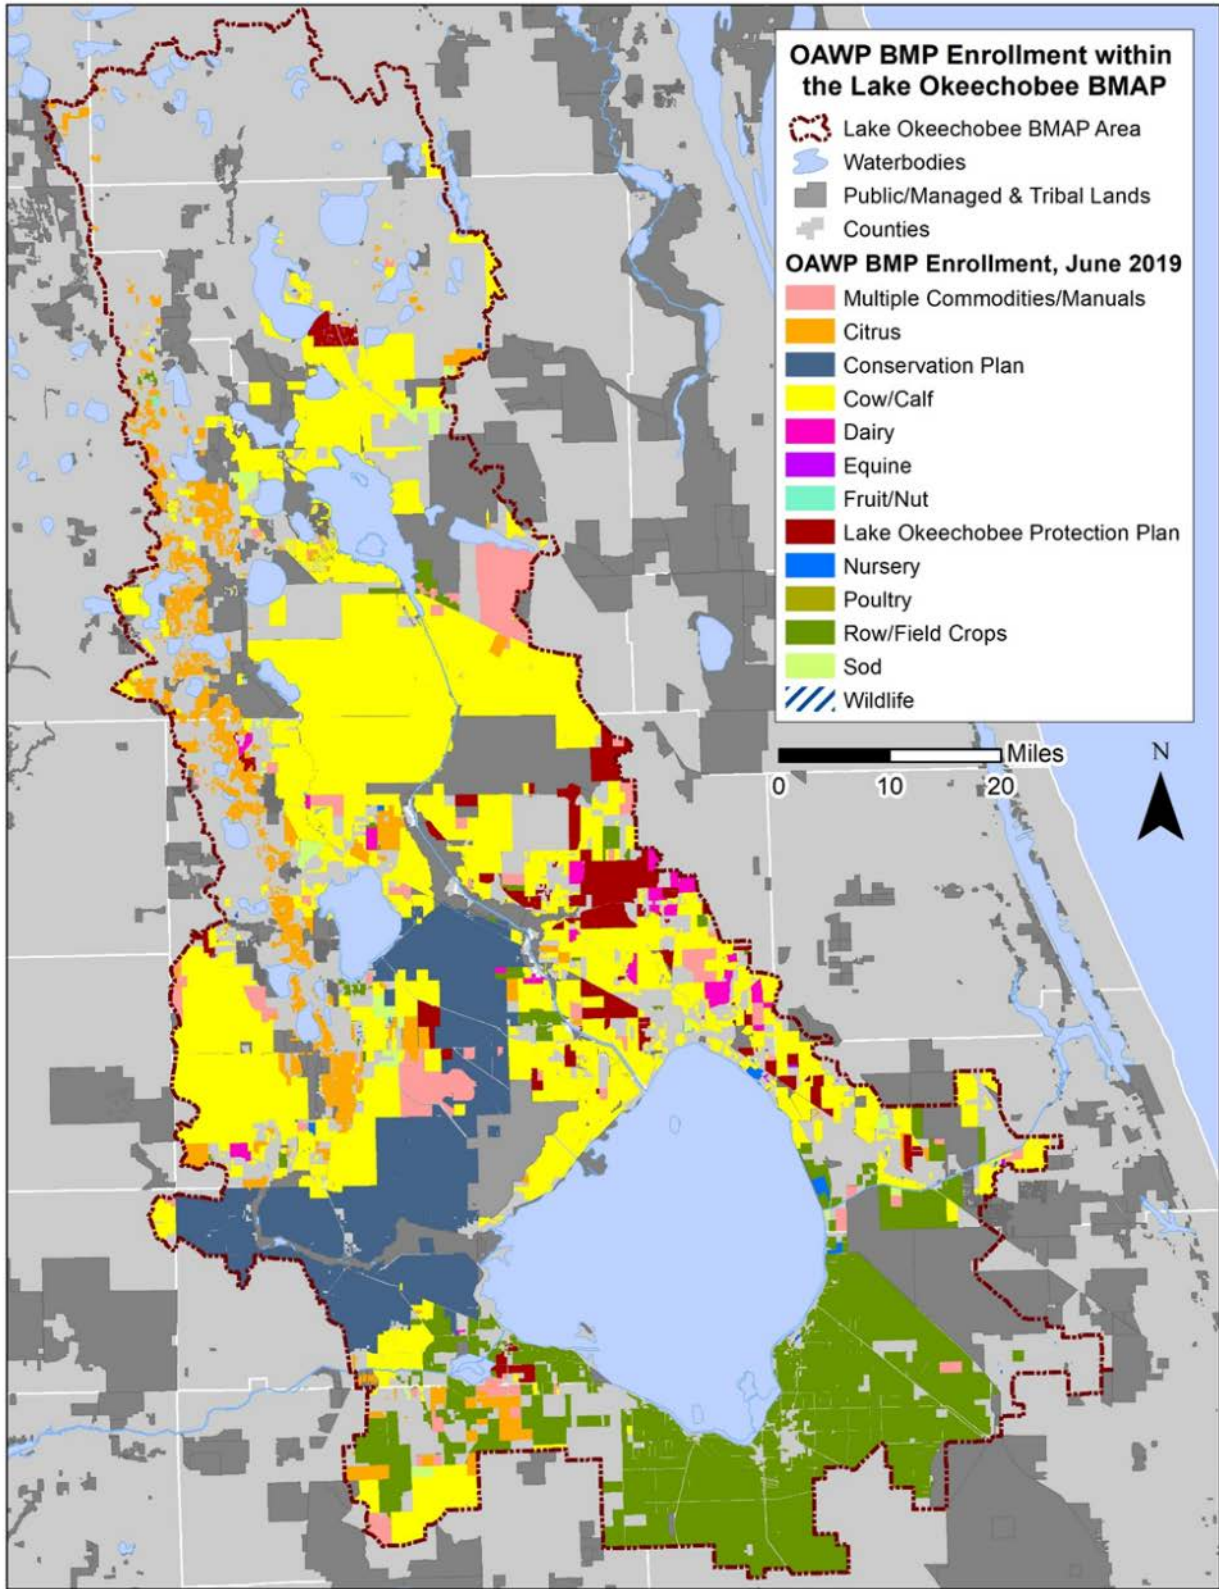 OAWP BMP Enrollment within
the Lake Okeechobee BMAP
Lake Okeechobee BMAP Area
Waterbodies
Public/Managed & Tribal Lands
Counties
OAWP BMP Enrollment, June 2019
Multiple Commodities/Manuals
Citrus
Conservation Plan
Cow/Calf
Dairy
Equine
Fruit/Nut
Lake Okeechobee Protection Plan
Nursery
Poultry
Row/Field Crops
Sod
Wildlife
Miles
0 10 20
N